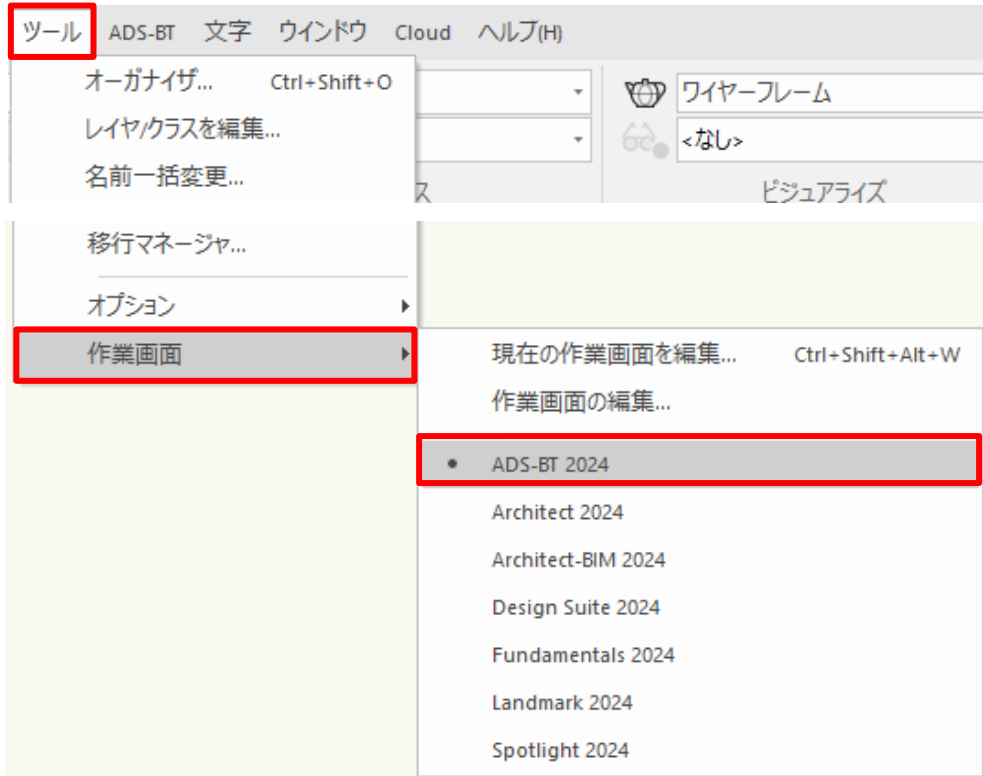 ツール ADS-BT 文字 ウインドウ Cloud ヘルプ(H)
オーガナイザ... Ctrl+Shift+O
ワイヤーフレーム
レイヤ/クラスを編集...
<なし>
名前一括変更...
ス
ビジュアライズ
移行マネージャ...
オプション
作業画面
現在の作業画面を編集... Ctrl+Shift+Alt+W
作業画面の編集...
• ADS-BT 2024
Architect 2024
Architect-BIM 2024
Design Suite 2024
Fundamentals 2024
Landmark 2024
Spotlight 2024